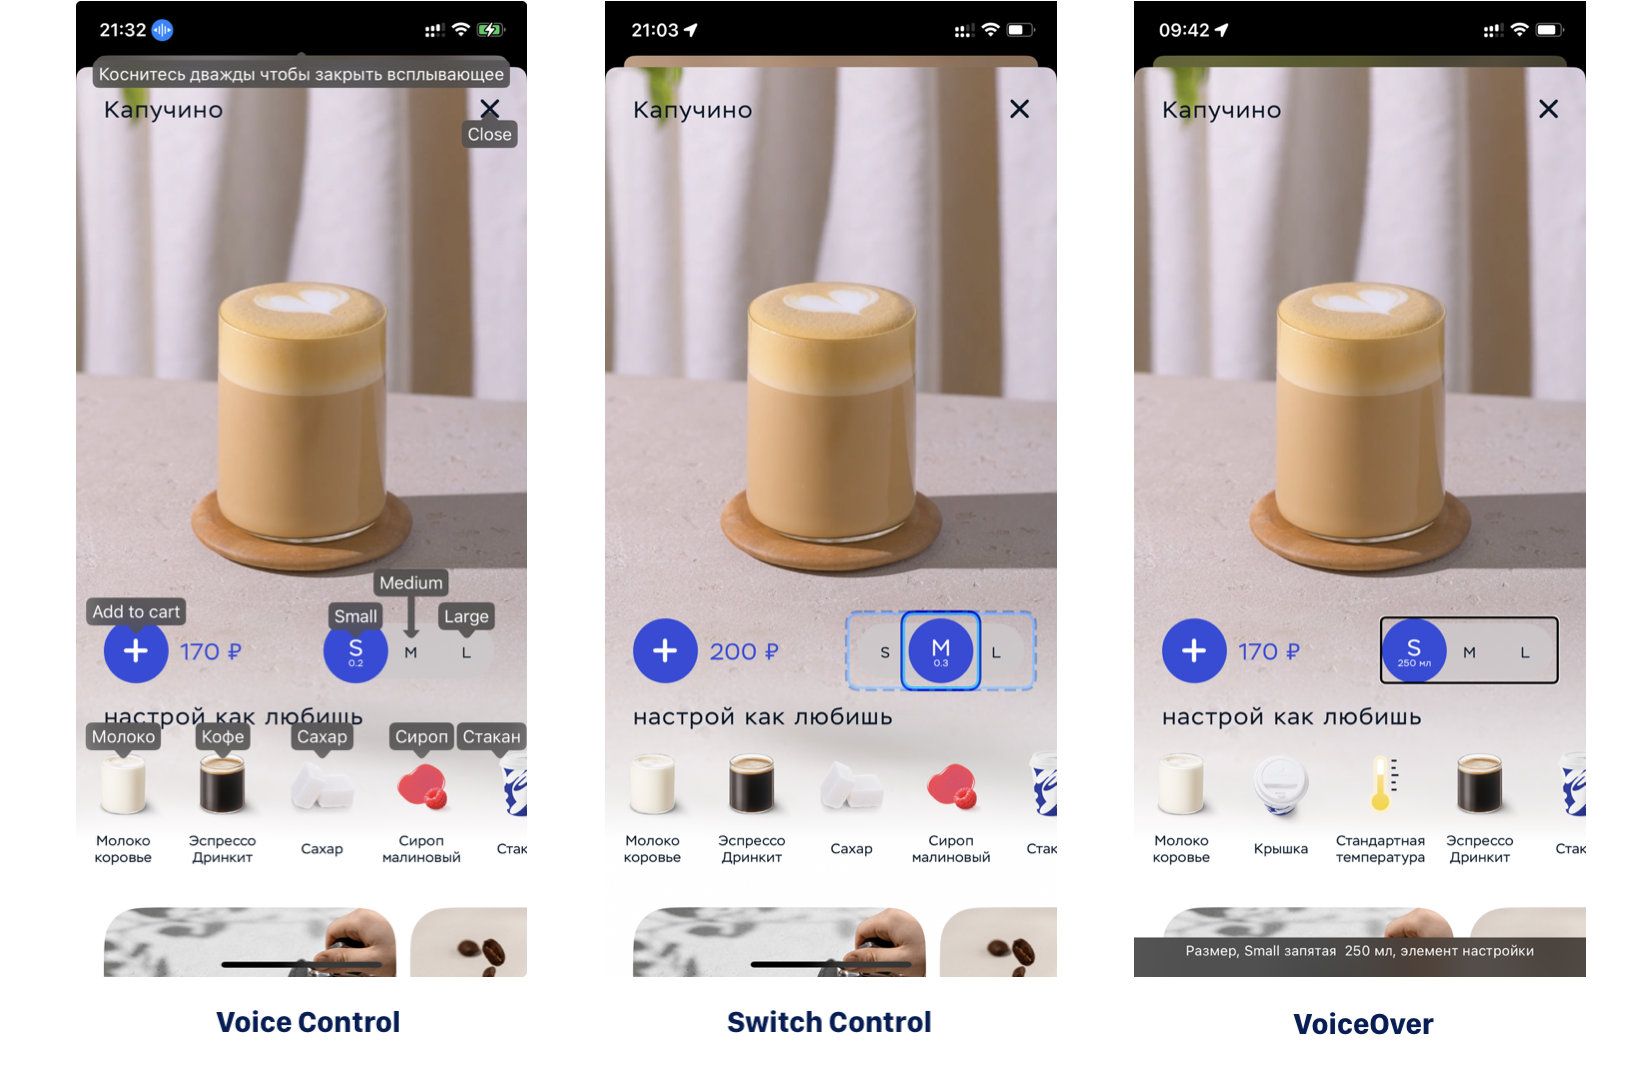 21:32
Коснитесь дважды чтобы закрыть всплывающее
Капучино
Close
Medium
Add to cart
Small
Large
170 ₽
S
0.2
M
L
настрой как любишь
Молоко
Кофе
Сахар
Сироп
Стакан
Молоко
коровье
Эспрессо
Дринкит
Сахар
Сироп
малиновый
Стак
Voice Control
21:03
Капучино
200 ₽
S
M
0.3
L
настрой как любишь
Молоко
коровье
Эспрессо
Дринкит
Сахар
Сироп
малиновый
Стак
Switch Control
09:42
Капучино
170 ₽
S
250 мл
M
L
настрой как любишь
Молоко
коровье
Крышка
Стандартная
температура
Эспрессо
Дринкит
Стак
Размер, Small запятая 250 мл, элемент настройки
VoiceOver